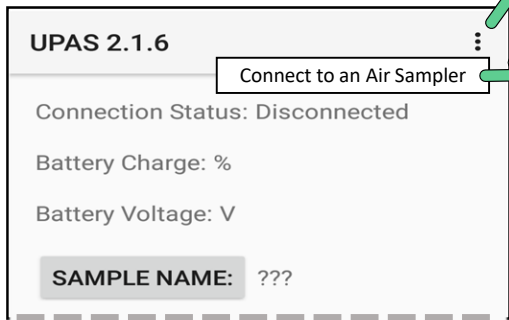 UPAS 2.1.6
Connect to an Air Sampler
Connection Status: Disconnected
Battery Charge: %
Battery Voltage: V
SAMPLE NAME: ???